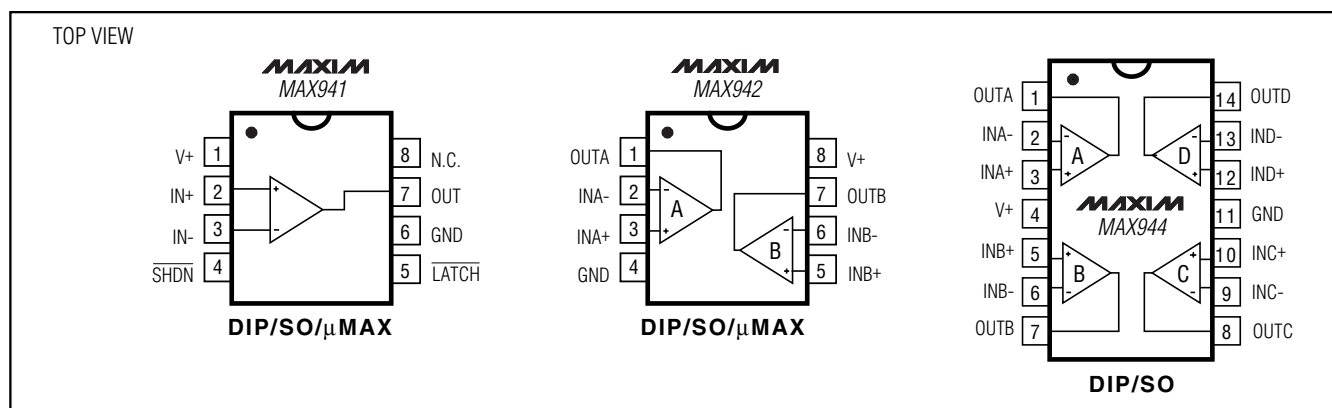 TOP VIEW
MAXIM
MAX941
V+ 1
IN+ 2
IN- 3
SHDN 4
8 N.C.
7 OUT
6 GND
5 LATCH
+
-
DIP/SO/μMAX
MAXIM
MAX942
OUTA 1
INA- 2
INA+ 3
GND 4
8 V+
7 OUTB
6 INB-
5 INB+
-
A
+
-
B
+
DIP/SO/μMAX
OUTA 1
INA- 2
INA+ 3
V+ 4
INB+ 5
INB- 6
OUTB 7
14 OUTD
13 IND-
12 IND+
11 GND
10 INC+
9 INC-
8 OUTC
-
A
+
-
D
+
MAXIM
MAX944
+
B
-
+
C
-
DIP/SO